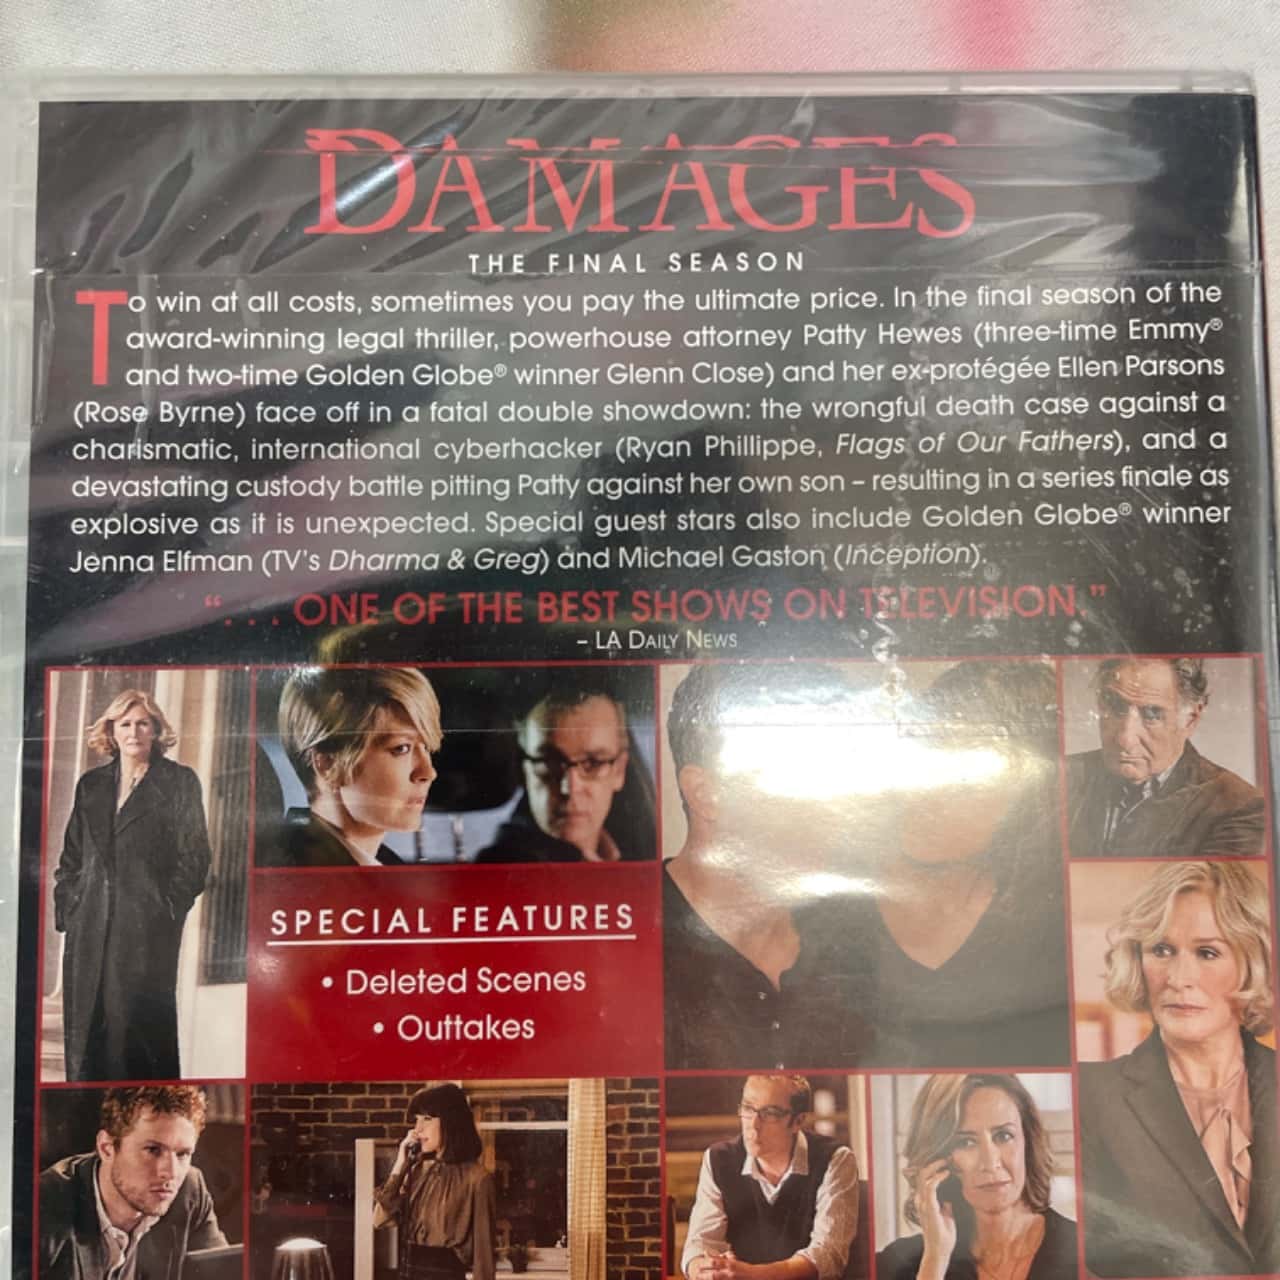 DAMAGES
THE FINAL SEASON
To win at all costs, sometimes you pay the ultimate price. In the final season of the
award-winning legal thriller, powerhouse attorney Patty Hewes (three-time Emmy®
and two-time Golden Globe® winner Glenn Close) and her ex-protégée Ellen Parsons
(Rose Byrne) face off in a fatal double showdown: the wrongful death case against a
charismatic, international cyberhacker (Ryan Phillippe, Flags of Our Fathers), and a
devastating custody battle pitting Patty against her own son – resulting in a series finale as
explosive as it is unexpected. Special guest stars also include Golden Globe® winner
Jenna Elfman (TV's Dharma & Greg) and Michael Gaston (Inception).
“. . . ONE OF THE BEST SHOWS ON TELEVISION.”
– LA DAILY NEWS
SPECIAL FEATURES
• Deleted Scenes
• Outtakes